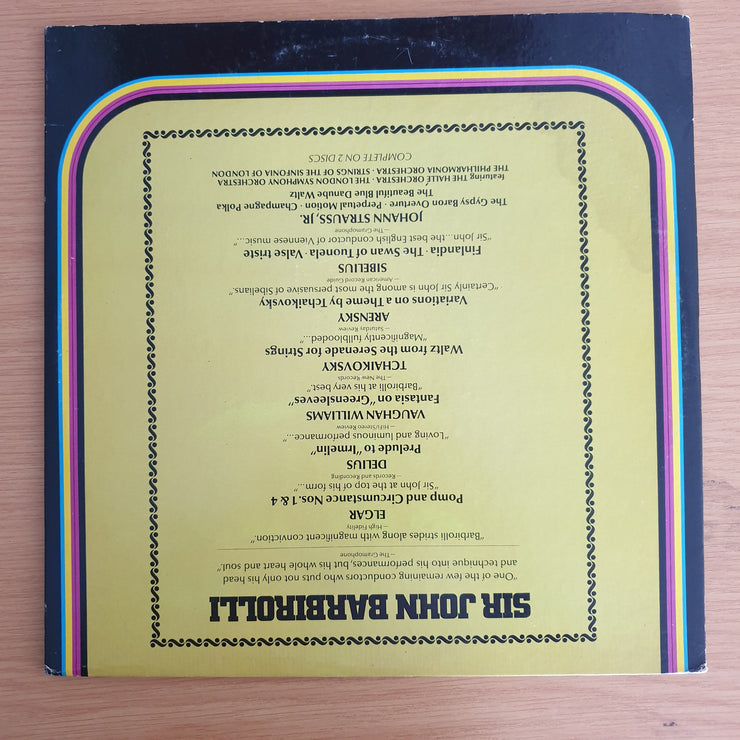 SIR JOHN BARBIROLLI
"One of the few remaining conductors who puts not only his head
and technique into his performances, but his whole heart and soul."
— The Gramophone
"Barbirolli strides along with magnificent conviction."
— High Fidelity
ELGAR
Pomp and Circumstance Nos. 1 & 4
"Sir John at the top of his form..."
— Records and Recording
DELIUS
Prelude to "Irmelin"
"Loving and luminous performance..."
— HiFi/Stereo Review
VAUGHAN WILLIAMS
Fantasia on "Greensleeves"
"Barbirolli at his very best."
— The New Records
TCHAIKOVSKY
Waltz from the Serenade for Strings
"Magnificently fullblooded..."
— Saturday Review
ARENSKY
Variations on a Theme by Tchaikovsky
"Certainly Sir John is among the most persuasive of Sibelians."
— American Record Guide
SIBELIUS
Finlandia · The Swan of Tuonela · Valse triste
"Sir John...the best English conductor of Viennese music..."
— The Gramophone
JOHANN STRAUSS, JR.
The Gypsy Baron Overture · Perpetual Motion · Champagne Polka
The Beautiful Blue Danube Waltz
featuring THE HALLÉ ORCHESTRA · THE LONDON SYMPHONY ORCHESTRA
THE PHILHARMONIA ORCHESTRA · STRINGS OF THE SINFONIA OF LONDON
COMPLETE ON 2 DISCS